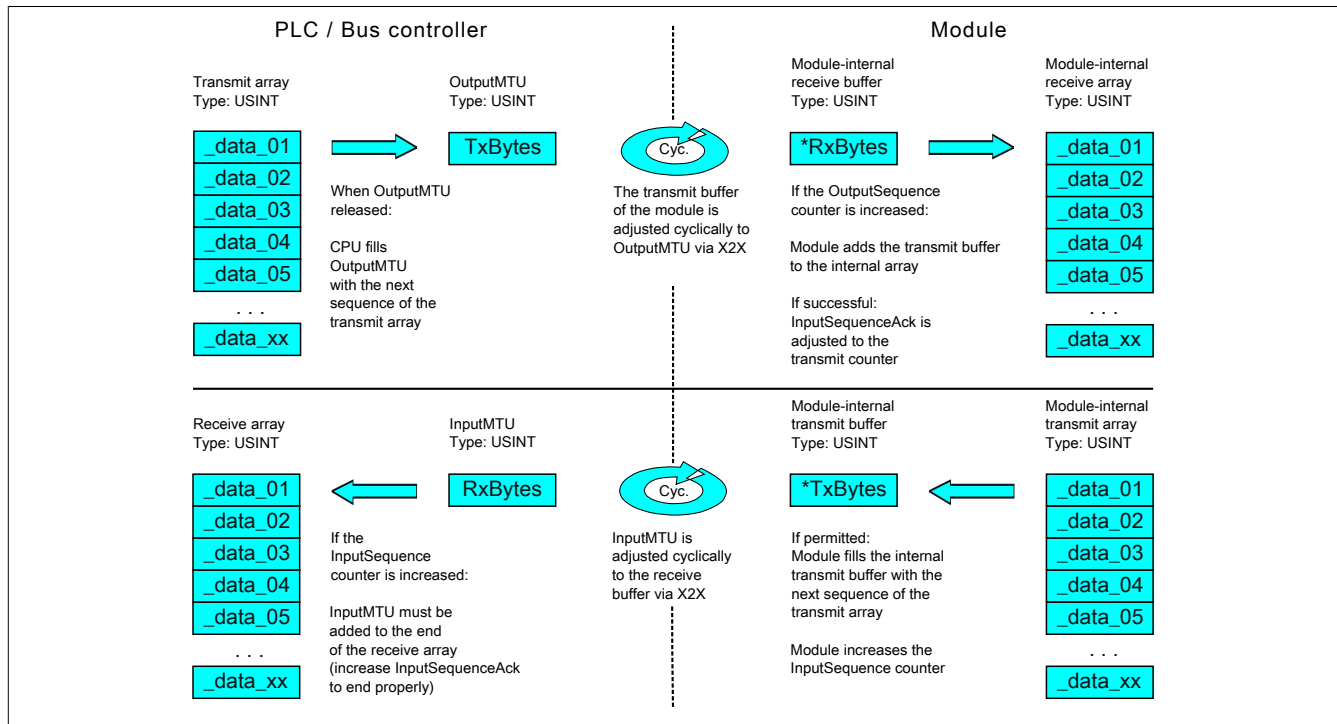 PLC / Bus controller
Module
Transmit array
Type: USINT
_data_01
_data_02
_data_03
_data_04
_data_05
. . .
_data_xx
When OutputMTU
released:
CPU fills
OutputMTU
with the next
sequence of the
transmit array
OutputMTU
Type: USINT
TxBytes
Cyc.
The transmit buffer
of the module is
adjusted cyclically to
OutputMTU via X2X
Module-internal
receive buffer
Type: USINT
*RxBytes
If the OutputSequence
counter is increased:
Module adds the transmit buffer
to the internal array
If successful:
InputSequenceAck is
adjusted to the
transmit counter
Module-internal
receive array
Type: USINT
_data_01
_data_02
_data_03
_data_04
_data_05
. . .
_data_xx
Receive array
Type: USINT
_data_01
_data_02
_data_03
_data_04
_data_05
. . .
_data_xx
If the
InputSequence
counter is increased:
InputMTU must be
added to the end
of the receive array
(increase InputSequenceAck
to end properly)
InputMTU
Type: USINT
RxBytes
Cyc.
InputMTU is
adjusted cyclically
to the receive
buffer via X2X
Module-internal
transmit buffer
Type: USINT
*TxBytes
If permitted:
Module fills the internal
transmit buffer with the
next sequence of the
transmit array
Module increases the
InputSequence counter
Module-internal
transmit array
Type: USINT
_data_01
_data_02
_data_03
_data_04
_data_05
. . .
_data_xx